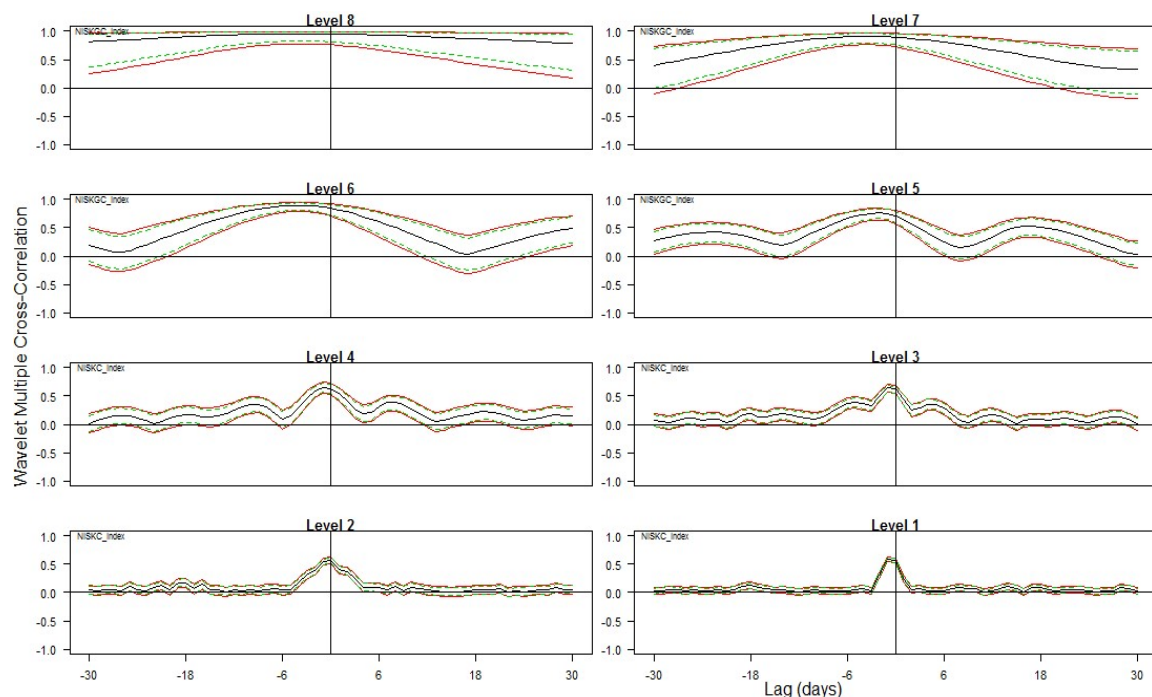 Level 8
NISKGC_Index
1.0
0.5
0.0
-0.5
-1.0
Level 7
NISKGC_Index
1.0
0.5
0.0
-0.5
-1.0
Level 6
NISKGC_Index
1.0
0.5
0.0
-0.5
-1.0
Level 5
NISKGC_Index
1.0
0.5
0.0
-0.5
-1.0
Level 4
NISKC_Index
1.0
0.5
0.0
-0.5
-1.0
Level 3
NISKC_Index
1.0
0.5
0.0
-0.5
-1.0
Level 2
NISKC_Index
1.0
0.5
0.0
-0.5
-1.0
Level 1
NISKC_Index
1.0
0.5
0.0
-0.5
-1.0
-30 -18 -6 6 18 30
-30 -18 -6 6 18 30
Wavelet Multiple Cross-Correlation
Lag (days)